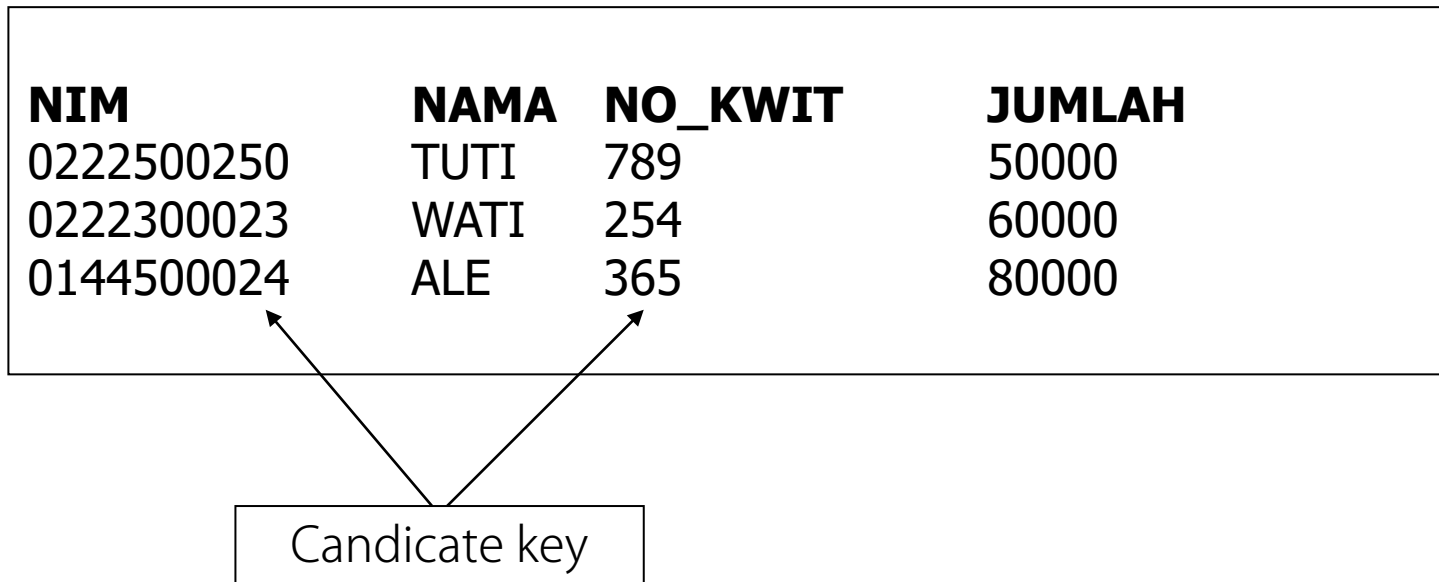 NIM NAMA NO_KWIT JUMLAH
0222500250 TUTI 789 50000
0222300023 WATI 254 60000
0144500024 ALE 365 80000
Candicate key